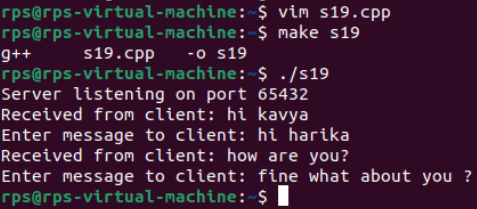 rps@rps-virtual-machine:~$ vim s19.cpp
rps@rps-virtual-machine:~$ make s19
g++     s19.cpp   -o s19
rps@rps-virtual-machine:~$ ./s19
Server listening on port 65432
Received from client: hi kavya
Enter message to client: hi harika
Received from client: how are you?
Enter message to client: fine what about you ?
rps@rps-virtual-machine:~$